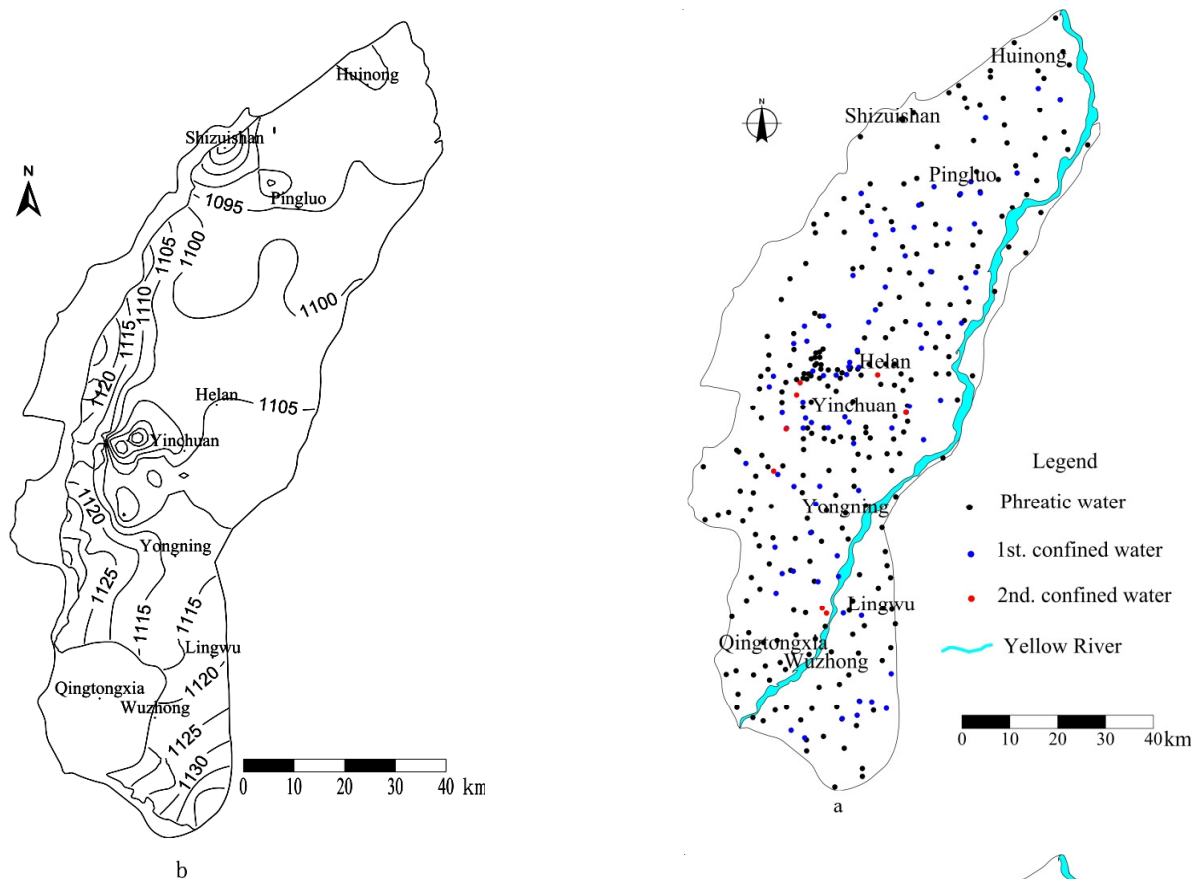 Huinong
Shizuishan
N
Pingluo
1095
1105
1100
1110
1100
1115
1120
Helan
1105
Yinchuan
1120
Yongning
1125
1115
1115
Lingwu
Qingtongxia
1120
Wuzhong
1125
1130
0 10 20 30 40 km
b
Huinong
N
Shizuishan
Pingluo
Helan
Yinchuan
Legend
Yongning
Phreatic water
1st. confined water
Lingwu
2nd. confined water
Qingtongxia
Wuzhong
Yellow River
0 10 20 30 40 km
a